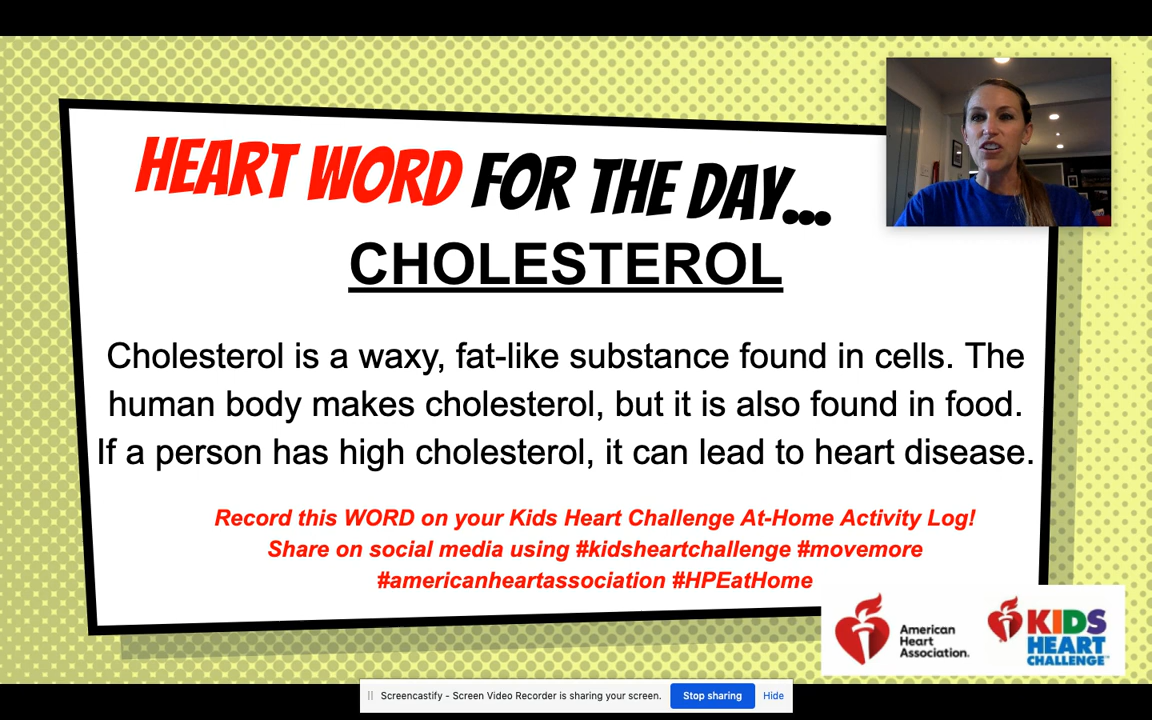 HEART WORD FOR THE DAY...
CHOLESTEROL
Cholesterol is a waxy, fat-like substance found in cells. The
human body makes cholesterol, but it is also found in food.
If a person has high cholesterol, it can lead to heart disease.
Record this WORD on your Kids Heart Challenge At-Home Activity Log!
Share on social media using #kidsheartchallenge #movemore
#americanheartassociation #HPEatHome
American
Heart
Association.
KIDS
HEART
CHALLENGE™
Screencastify - Screen Video Recorder is sharing your screen. Stop sharing Hide